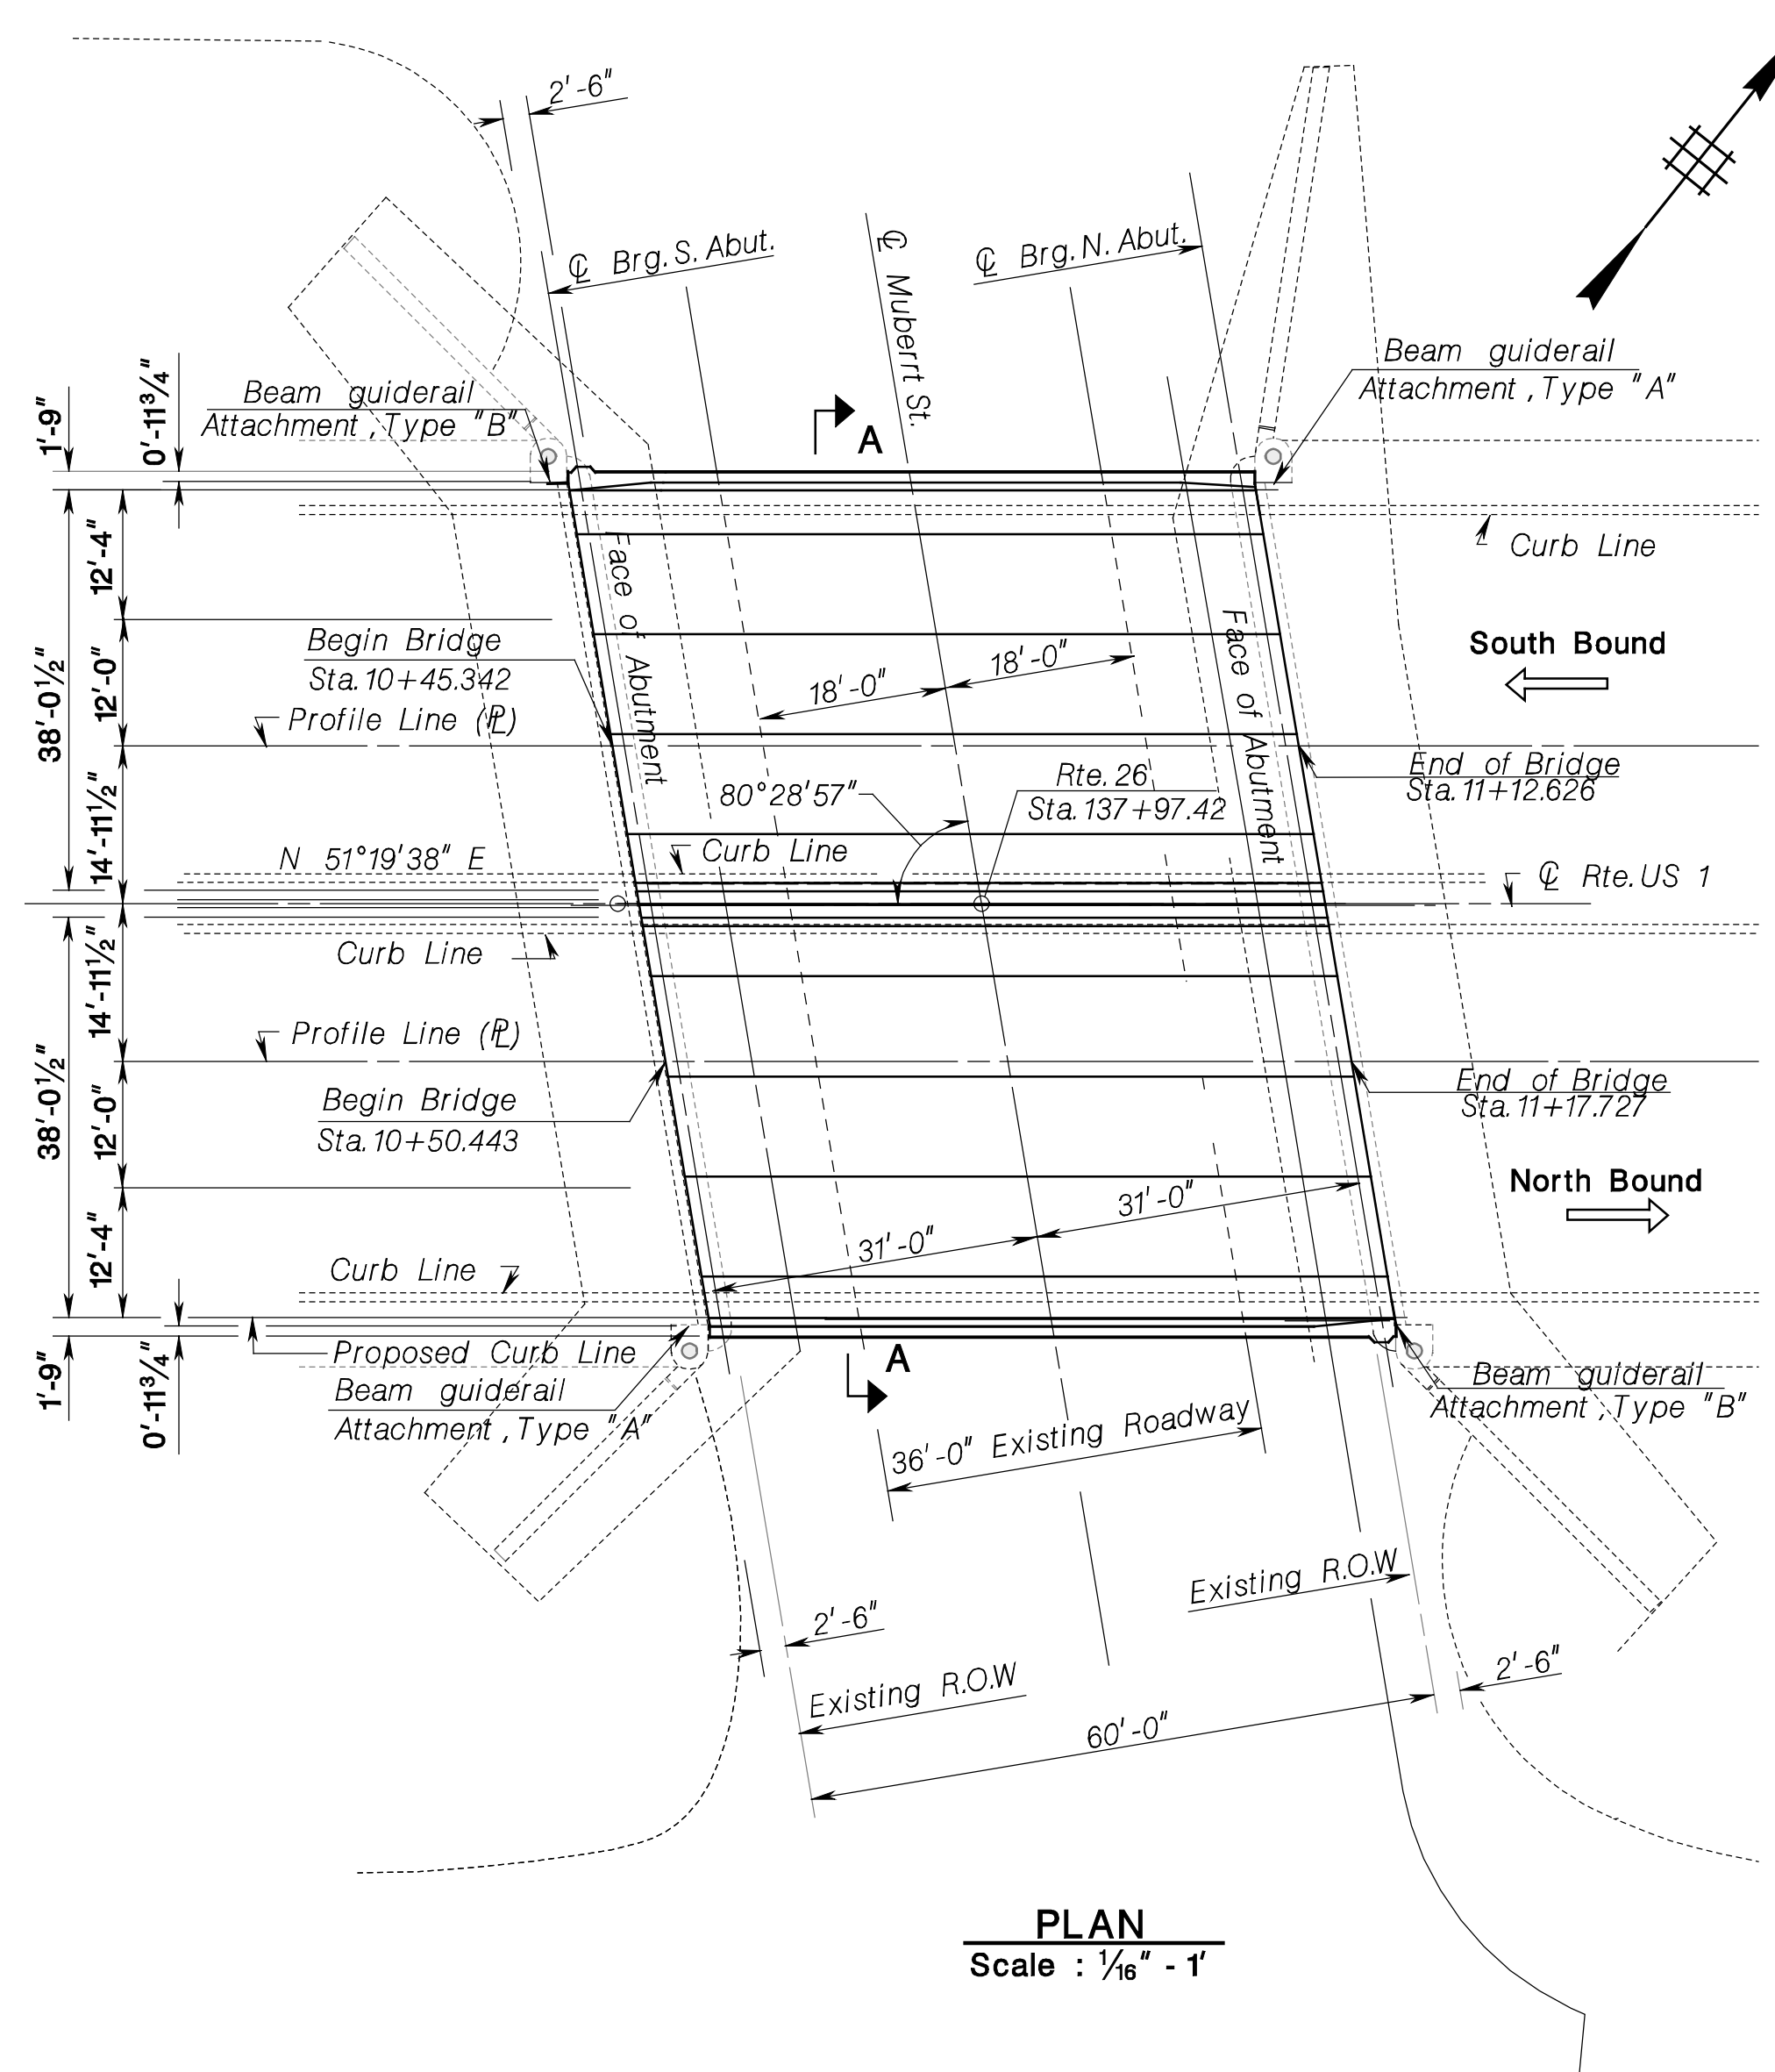 2'-6"
℄ Brg. S. Abut.
℄ Mubertt St.
℄ Brg. N. Abut.
Beam guiderail
Attachment, Type "B"
Beam guiderail
Attachment, Type "A"
1'-9"
0'-11¾"
A
Curb Line
Face of Abutment
Face of Abutment
12'-4"
South Bound
Begin Bridge
Sta. 10+45.342
18'-0"
18'-0"
12'-0"
38'-0½"
Profile Line (PL)
End of Bridge
Sta. 11+12.626
Rte. 26
Sta. 137+97.42
80°28'57"
14'-11½"
N 51°19'38" E
Curb Line
℄ Rte. US 1
Curb Line
14'-11½"
Profile Line (PL)
End of Bridge
Sta. 11+17.727
Begin Bridge
Sta. 10+50.443
38'-0½"
12'-0"
North Bound
31'-0"
31'-0"
12'-4"
Curb Line
Proposed Curb Line
A
1'-9"
0'-11¾"
Beam guiderail
Attachment, Type "A"
Beam guiderail
Attachment, Type "B"
36'-0" Existing Roadway
Existing R.O.W
2'-6"
2'-6"
Existing R.O.W
60'-0"
PLAN
Scale : 1/16" - 1'